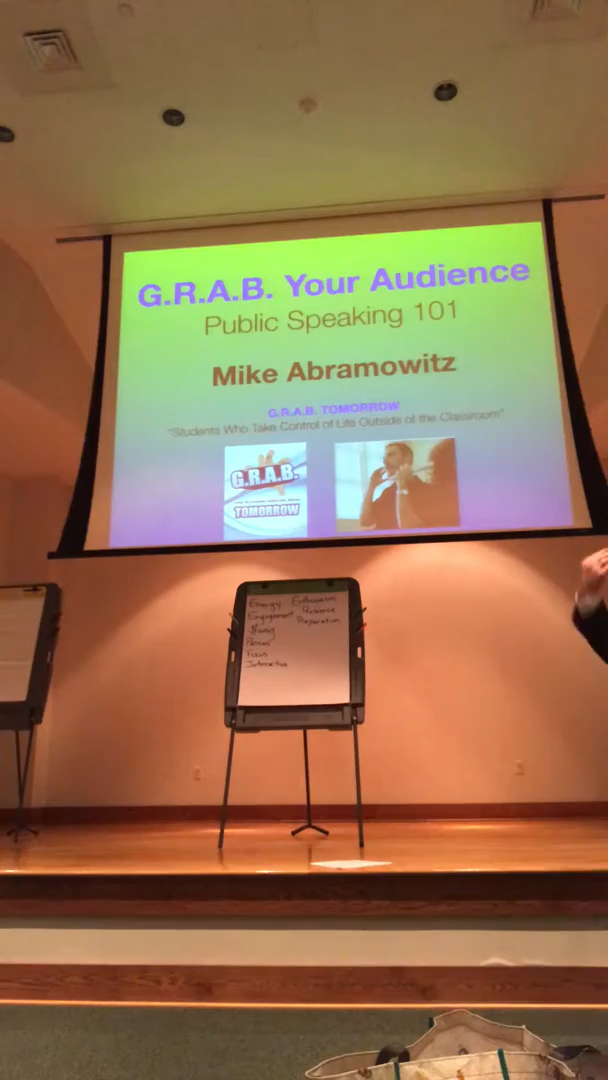 G.R.A.B. Your Audience
Public Speaking 101
Mike Abramowitz
G.R.A.B. TOMORROW
"Students Who Take Control of Life Outside of the Classroom"
G.R.A.B.
TOMORROW
Energy Enthusiasm
Engagement Presence
Preparation
Focus
Interaction